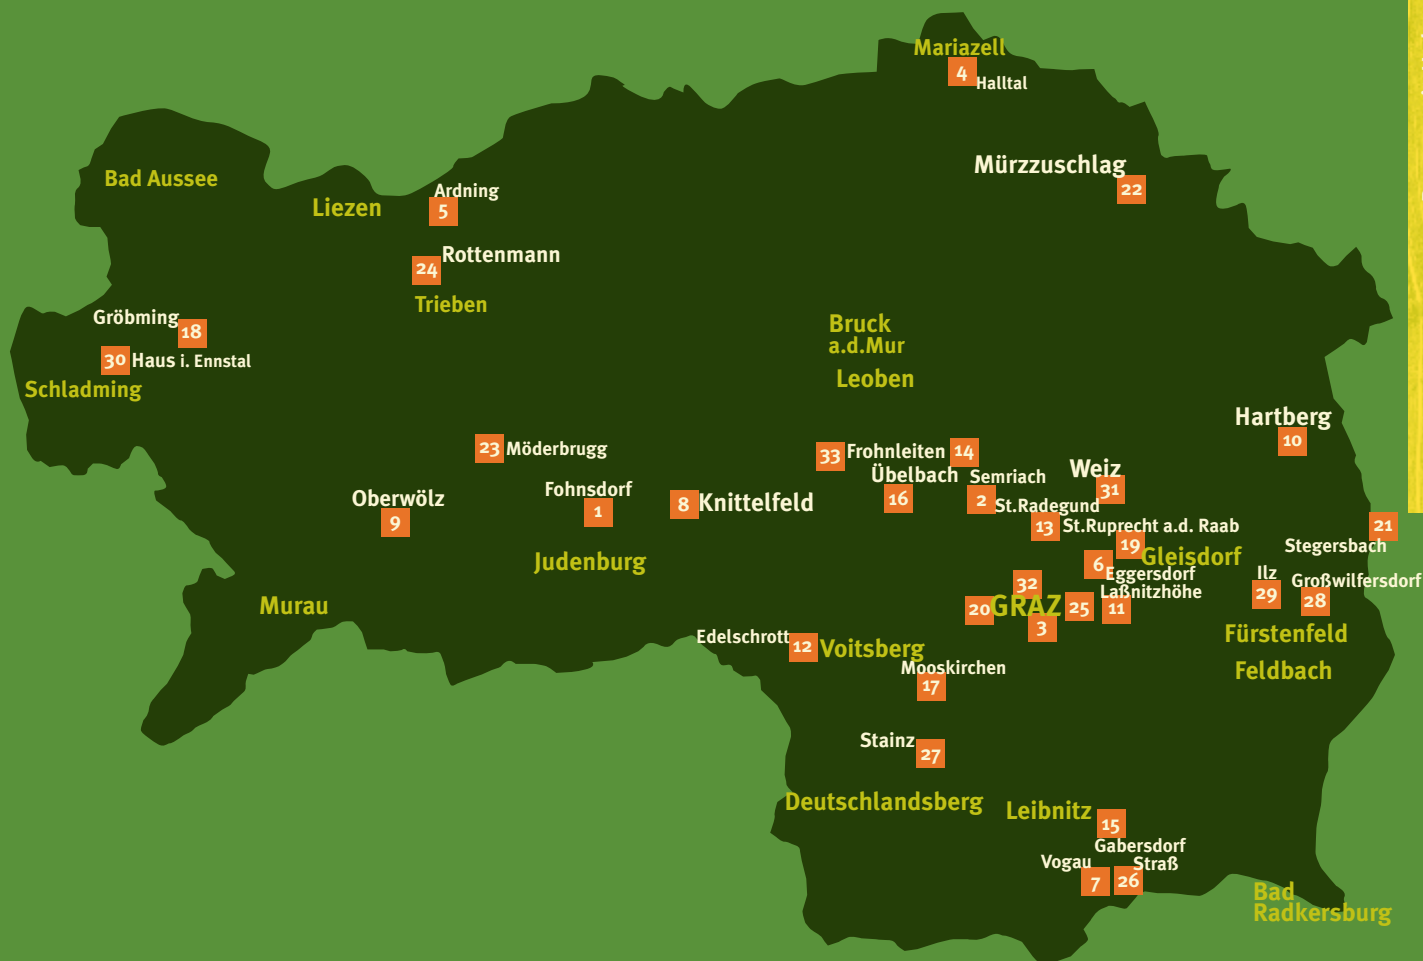 Mariazell
4
Halltal
Mürzzuschlag
22
Bad Aussee
Ardning
Liezen
5
Rottenmann
24
Trieben
Gröbming
18
30
Haus i. Ennstal
Schladming
Bruck
a.d.Mur
Leoben
Hartberg
10
23
Möderbrugg
33
Frohnleiten
14
Übelbach
16
Semriach
2
St.Radegund
Weiz
31
Oberwölz
9
Fohnsdorf
1
8
Knittelfeld
13
St.Ruprecht a.d. Raab
19
Gleisdorf
21
Stegersbach
Judenburg
6
Eggersdorf
Laßnitzhöhe
Ilz
29
Großwilfersdorf
28
32
20
GRAZ
25
11
3
Murau
Edelschrott
12
Voitsberg
Fürstenfeld
Feldbach
Mooskirchen
17
Stainz
27
Deutschlandsberg
Leibnitz
15
Gabersdorf
Straß
Vogau
7
26
Bad
Radkersburg